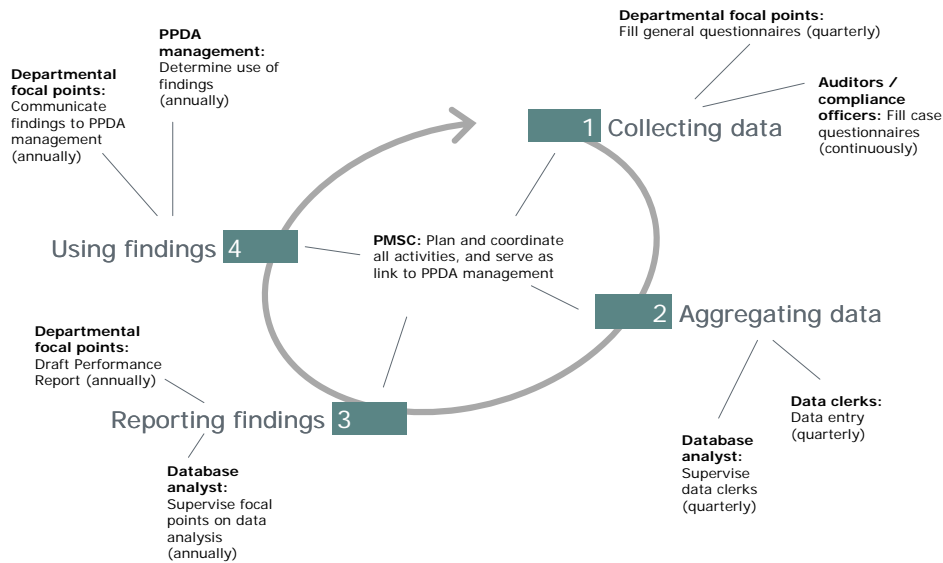 Departmental focal points:
Fill general questionnaires (quarterly)
Auditors /
compliance
officers: Fill case
questionnaires
(continuously)
1 Collecting data
PPDA
management:
Determine use of
findings
(annually)
Departmental
focal points:
Communicate
findings to PPDA
management
(annually)
Using findings 4
PMSC: Plan and coordinate
all activities, and serve as
link to PPDA management
2 Aggregating data
Data clerks:
Data entry
(quarterly)
Database
analyst:
Supervise
data clerks
(quarterly)
Departmental
focal points:
Draft Performance
Report (annually)
Reporting findings 3
Database
analyst:
Supervise focal
points on data
analysis
(annually)